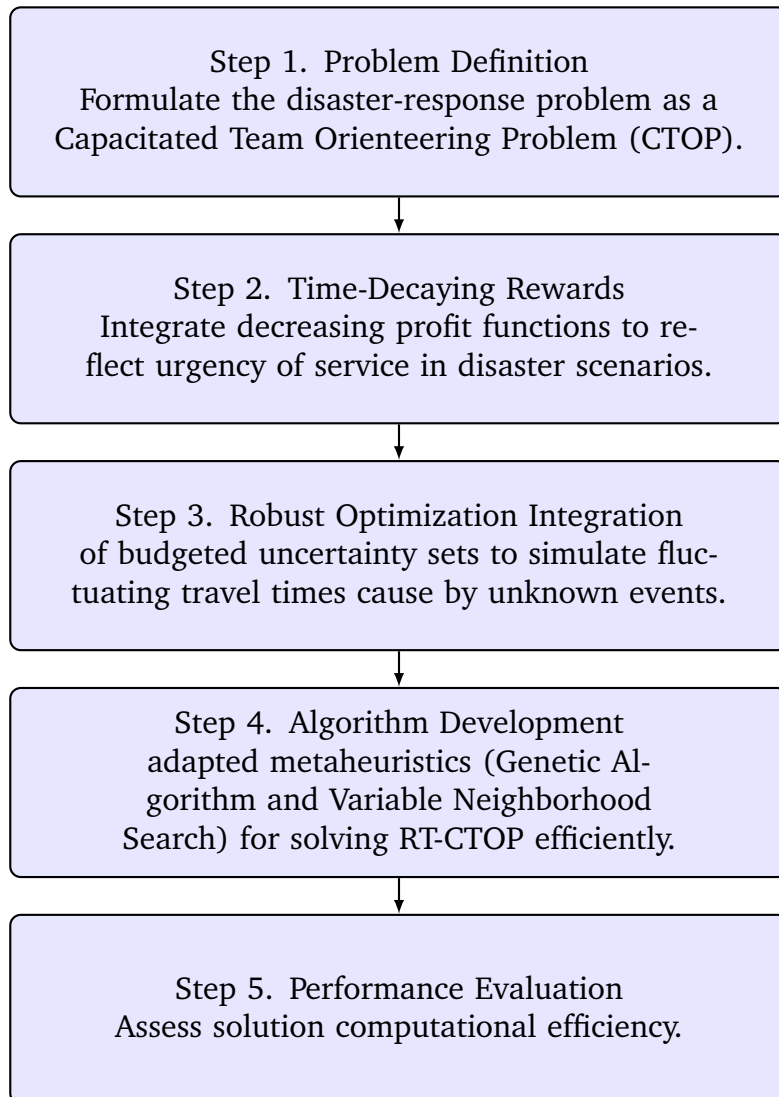 Step 1. Problem Definition
Formulate the disaster-response problem as a
Capacitated Team Orienteering Problem (CTOP).
Step 2. Time-Decaying Rewards
Integrate decreasing profit functions to re-
flect urgency of service in disaster scenarios.
Step 3. Robust Optimization Integration
of budgeted uncertainty sets to simulate fluc-
tuating travel times cause by unknown events.
Step 4. Algorithm Development
adapted metaheuristics (Genetic Al-
gorithm and Variable Neighborhood
Search) for solving RT-CTOP efficiently.
Step 5. Performance Evaluation
Assess solution computational efficiency.